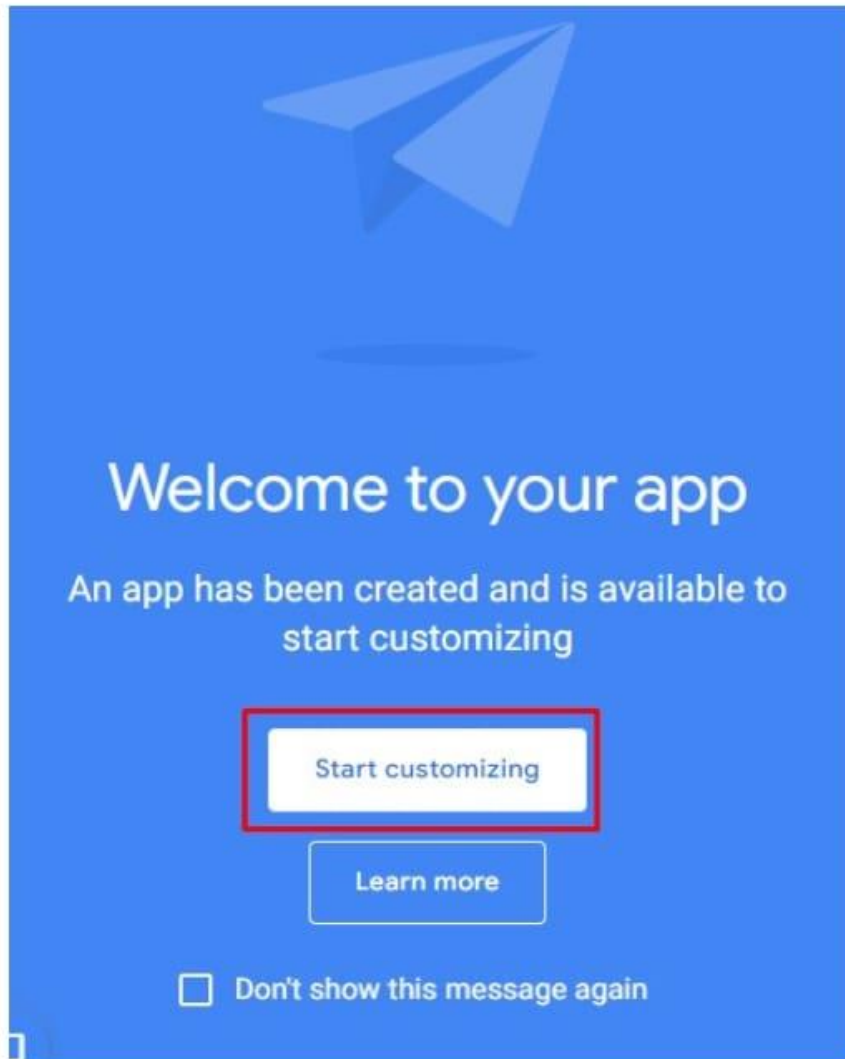 Welcome to your app
An app has been created and is available to
start customizing
Start customizing
Learn more
Don't show this message again